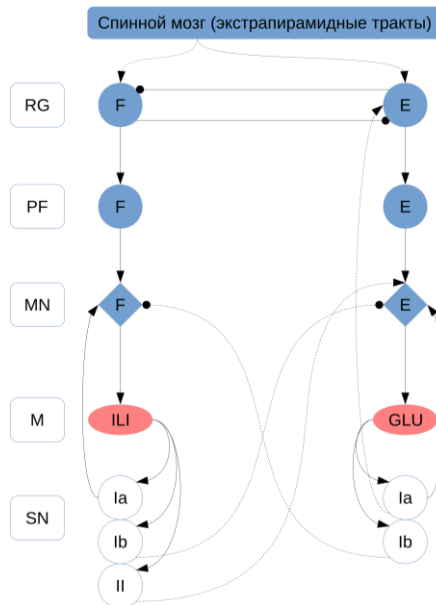 Спинной мозг (экстрапирамидные тракты)
RG F E
PF F E
MN F E
M ILI GLU
Ia Ia
SN
Ib Ib
II